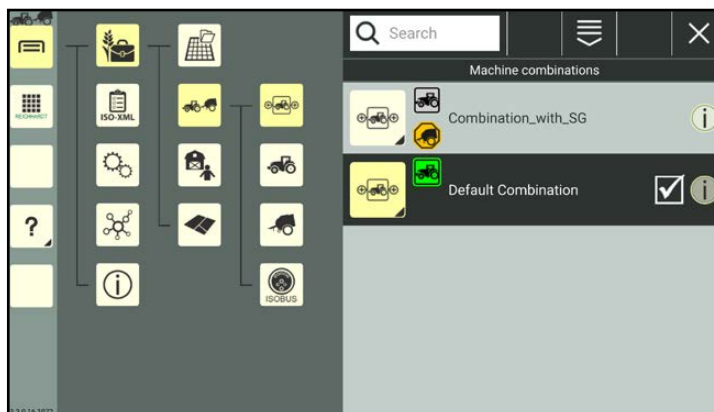 Search
Machine combinations
REICHHARDT
ISO-XML
Combination_with_SG
i
Default Combination
i
?
i
ISOBUS